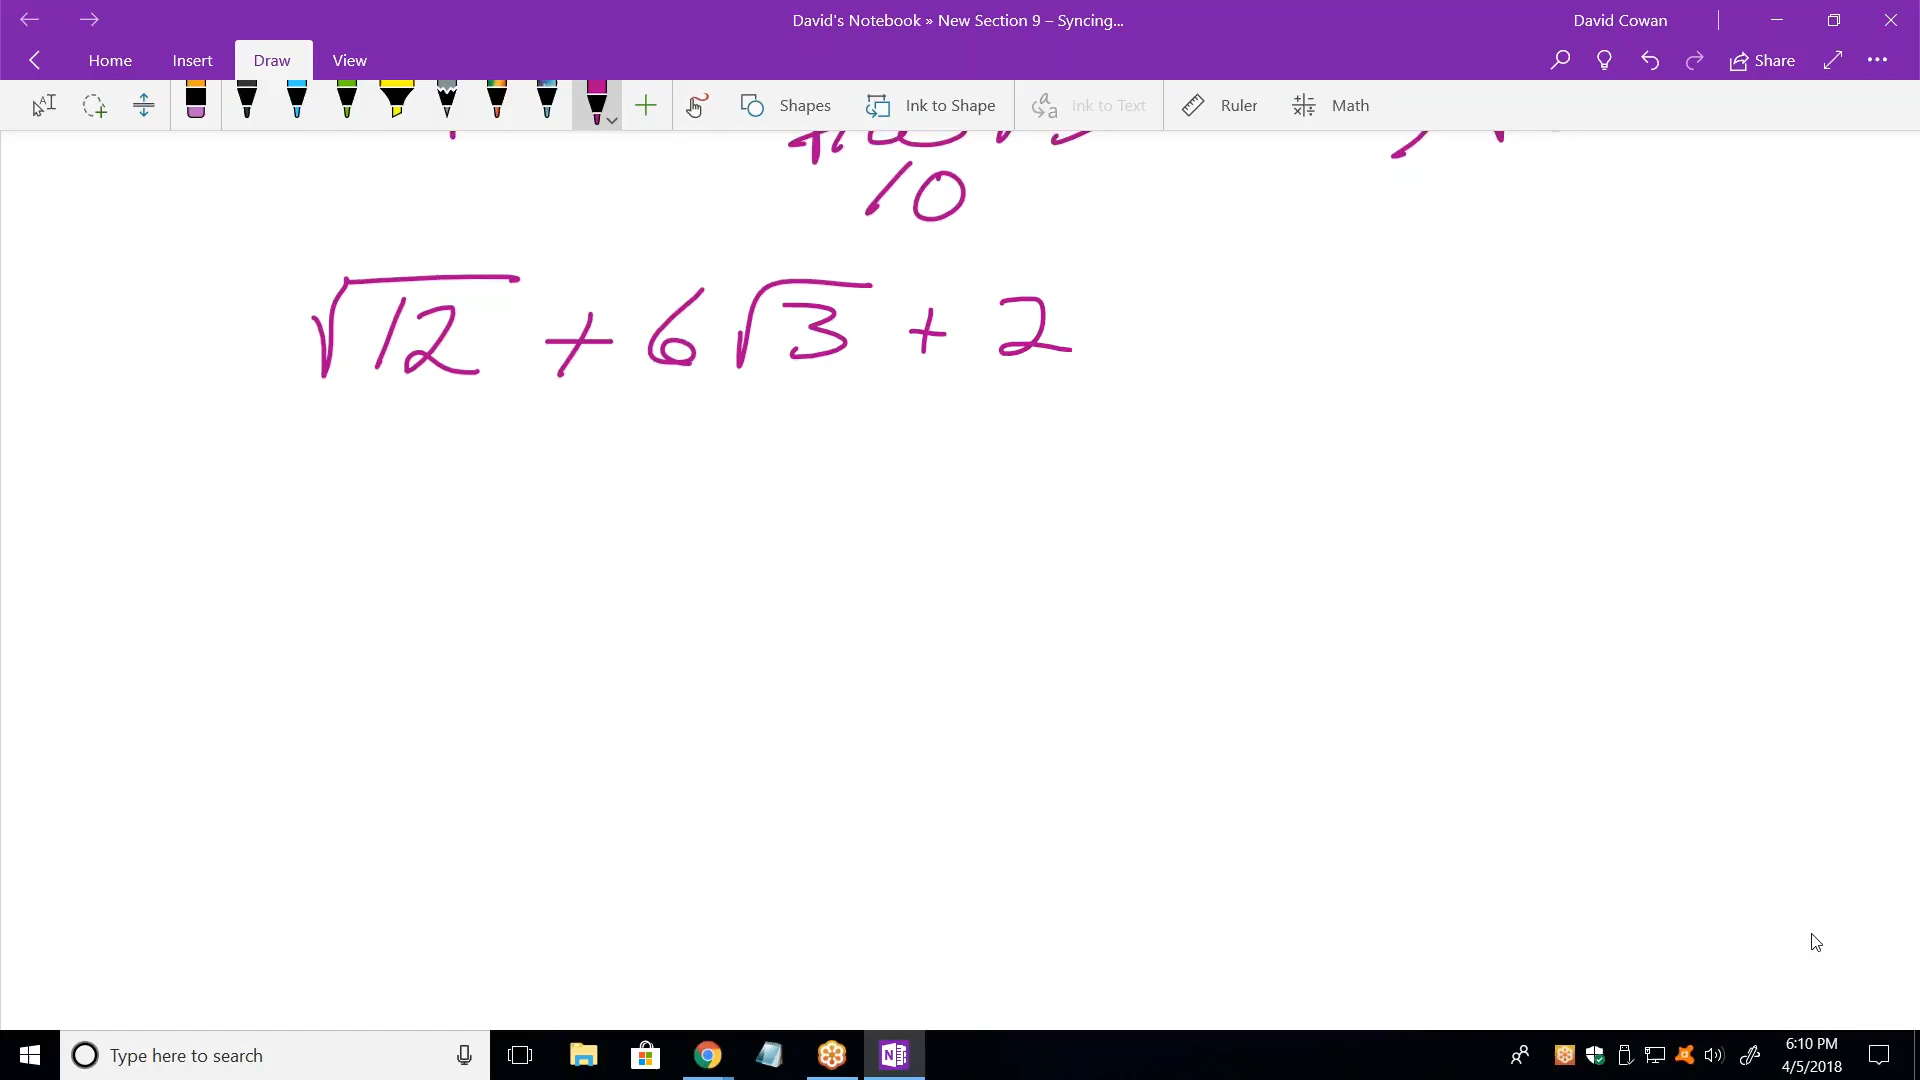 David's Notebook » New Section 9 – Syncing...
David Cowan
Home Insert Draw View
Share
Shapes Ink to Shape Ink to Text Ruler Math
10
√12 + 6√3 + 2
Type here to search
6:10 PM
4/5/2018